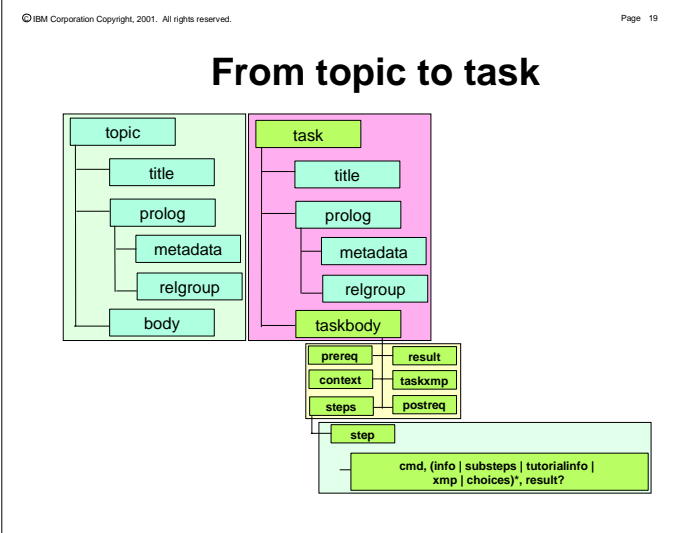 © IBM Corporation Copyright, 2001. All rights reserved.
Page 19
From topic to task
topic
title
prolog
metadata
relgroup
body
task
title
prolog
metadata
relgroup
taskbody
prereq
result
context
taskxmp
steps
postreq
step
cmd, (info | substeps | tutorialinfo |
xmp | choices)*, result?